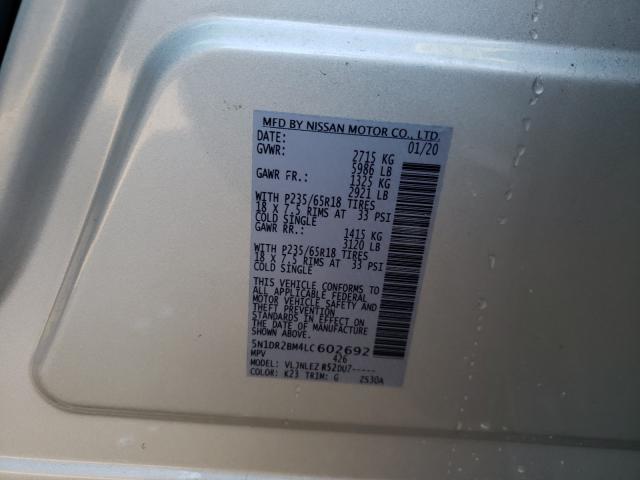 MFD BY NISSAN MOTOR CO., LTD.
DATE: 01/20
GVWR: 2715 KG
5986 LB
GAWR FR.: 1325 KG
2921 LB
WITH P235/65R18 TIRES
18 X 7.5 RIMS AT 33 PSI
COLD SINGLE
GAWR RR.: 1415 KG
3120 LB
WITH P235/65R18 TIRES
18 X 7.5 RIMS AT 33 PSI
COLD SINGLE
THIS VEHICLE CONFORMS TO
ALL APPLICABLE FEDERAL
MOTOR VEHICLE SAFETY AND
THEFT PREVENTION
STANDARDS IN EFFECT ON
THE DATE OF MANUFACTURE
SHOWN ABOVE.
5N1DR2BM4LC602692
MPV 426
MODEL: VLJNLEZ R52DU7-----
COLOR: K23 TRIM: G ZS30A